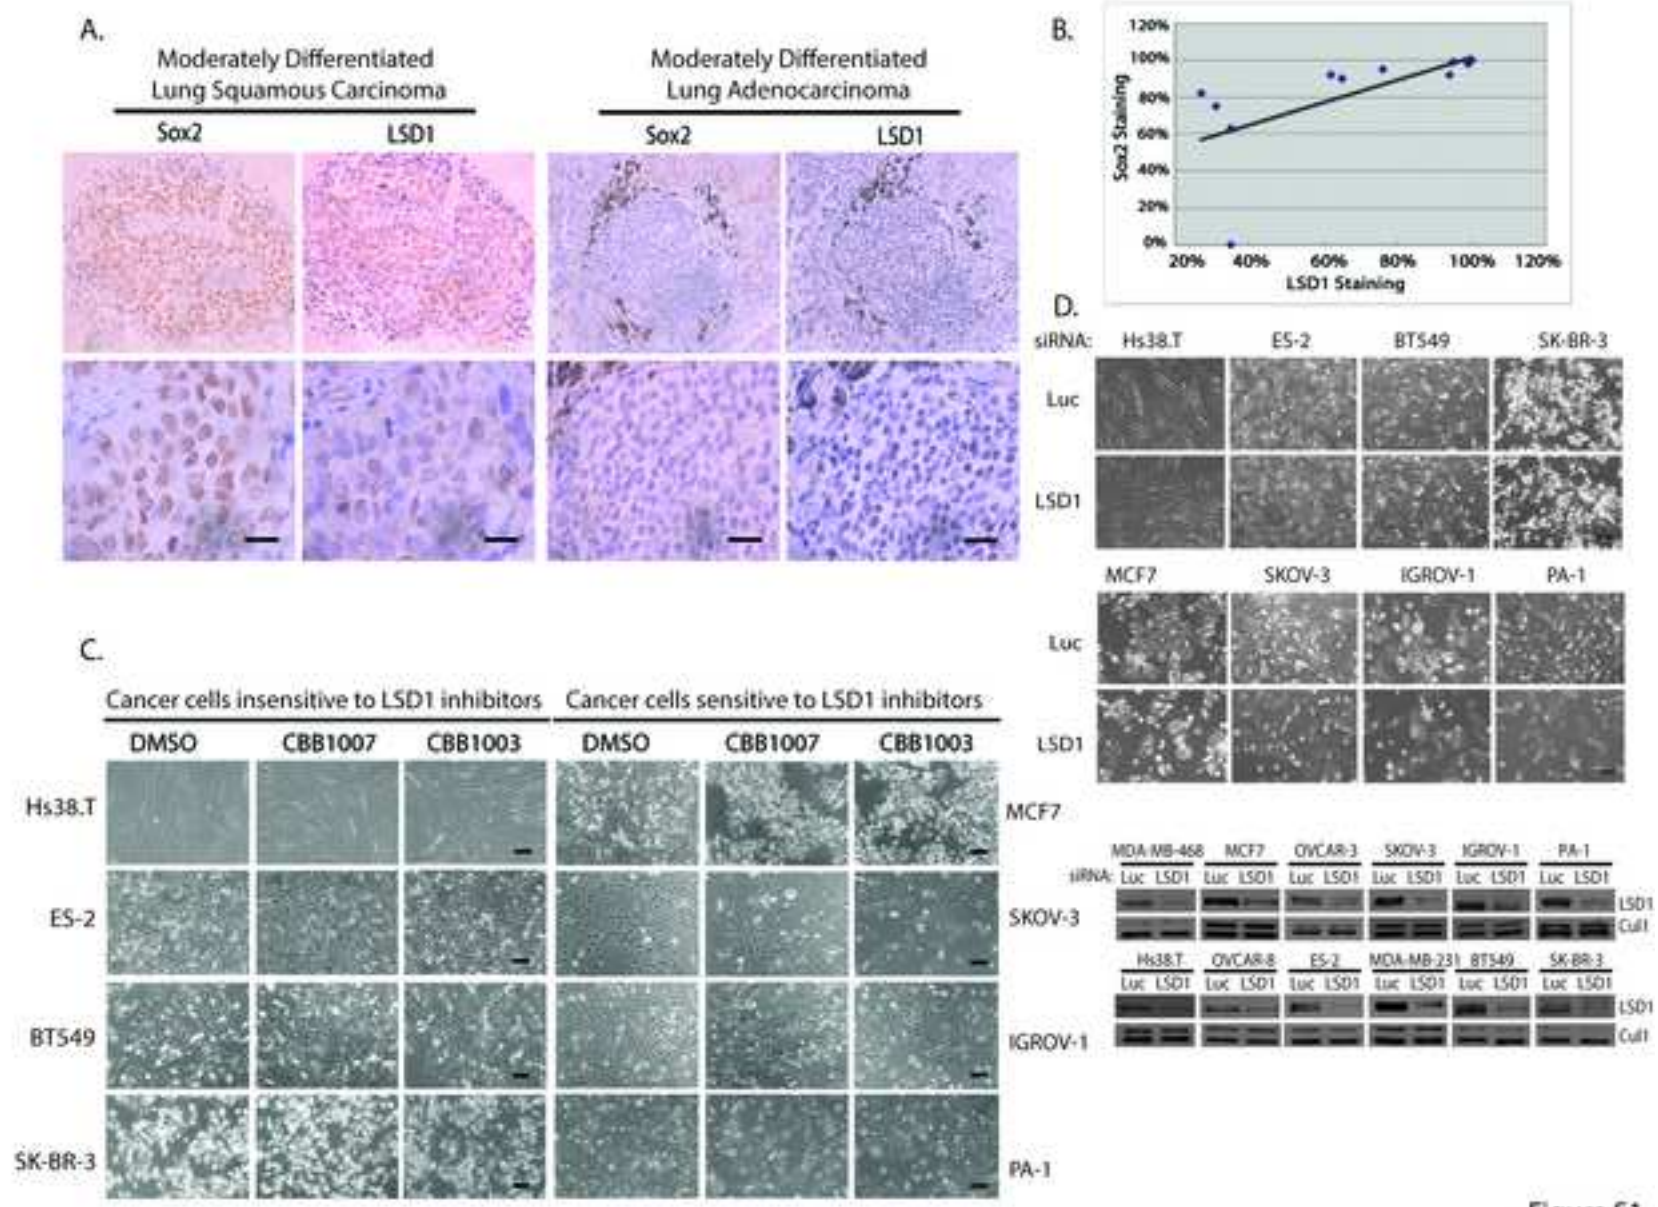 A.
Moderately Differentiated
Lung Squamous Carcinoma
Moderately Differentiated
Lung Adenocarcinoma
Sox2 LSD1 Sox2 LSD1
B.
120%
100%
80%
60%
40%
20%
0%
Sox2 Staining
20% 40% 60% 80% 100% 120%
LSD1 Staining
C.
Cancer cells insensitive to LSD1 inhibitors Cancer cells sensitive to LSD1 inhibitors
DMSO CBB1007 CBB1003 DMSO CBB1007 CBB1003
Hs38.T MCF7
ES-2 SKOV-3
BT549 IGROV-1
SK-BR-3 PA-1
D.
siRNA: Hs38.T ES-2 BT549 SK-BR-3
Luc
LSD1
MCF7 SKOV-3 IGROV-1 PA-1
Luc
LSD1
MDA-MB-468 MCF7 OVCAR-3 SKOV-3 IGROV-1 PA-1
siRNA: Luc LSD1 Luc LSD1 Luc LSD1 Luc LSD1 Luc LSD1 Luc LSD1
LSD1
Cul1
Hs38.T OVCAR-8 ES-2 MDA-MB-231 BT549 SK-BR-3
Luc LSD1 Luc LSD1 Luc LSD1 Luc LSD1 Luc LSD1 Luc LSD1
LSD1
Cul1